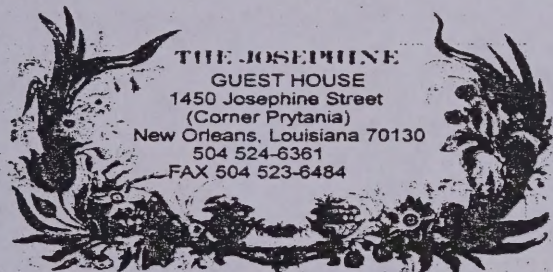 THE JOSEPHINE
GUEST HOUSE
1450 Josephine Street
(Corner Prytania)
New Orleans, Louisiana 70130
504 524-6361
FAX 504 523-6484